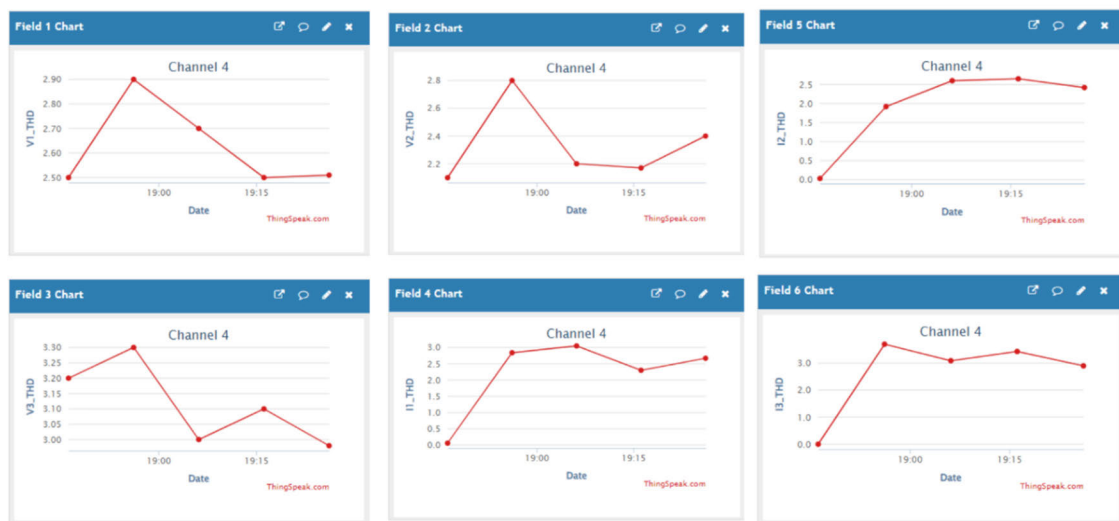 Field 1 Chart
Channel 4
V1_THD
2.90
2.80
2.70
2.60
2.50
19:00
19:15
Date
ThingSpeak.com
Field 2 Chart
Channel 4
V2_THD
2.8
2.6
2.4
2.2
19:00
19:15
Date
ThingSpeak.com
Field 5 Chart
Channel 4
I2_THD
2.5
2.0
1.5
1.0
0.5
0.0
19:00
19:15
Date
ThingSpeak.com
Field 3 Chart
Channel 4
V3_THD
3.30
3.25
3.20
3.15
3.10
3.05
3.00
19:00
19:15
Date
ThingSpeak.com
Field 4 Chart
Channel 4
I1_THD
3.0
2.5
2.0
1.5
1.0
0.5
0.0
19:00
19:15
Date
ThingSpeak.com
Field 6 Chart
Channel 4
I3_THD
3.0
2.0
1.0
0.0
19:00
19:15
Date
ThingSpeak.com